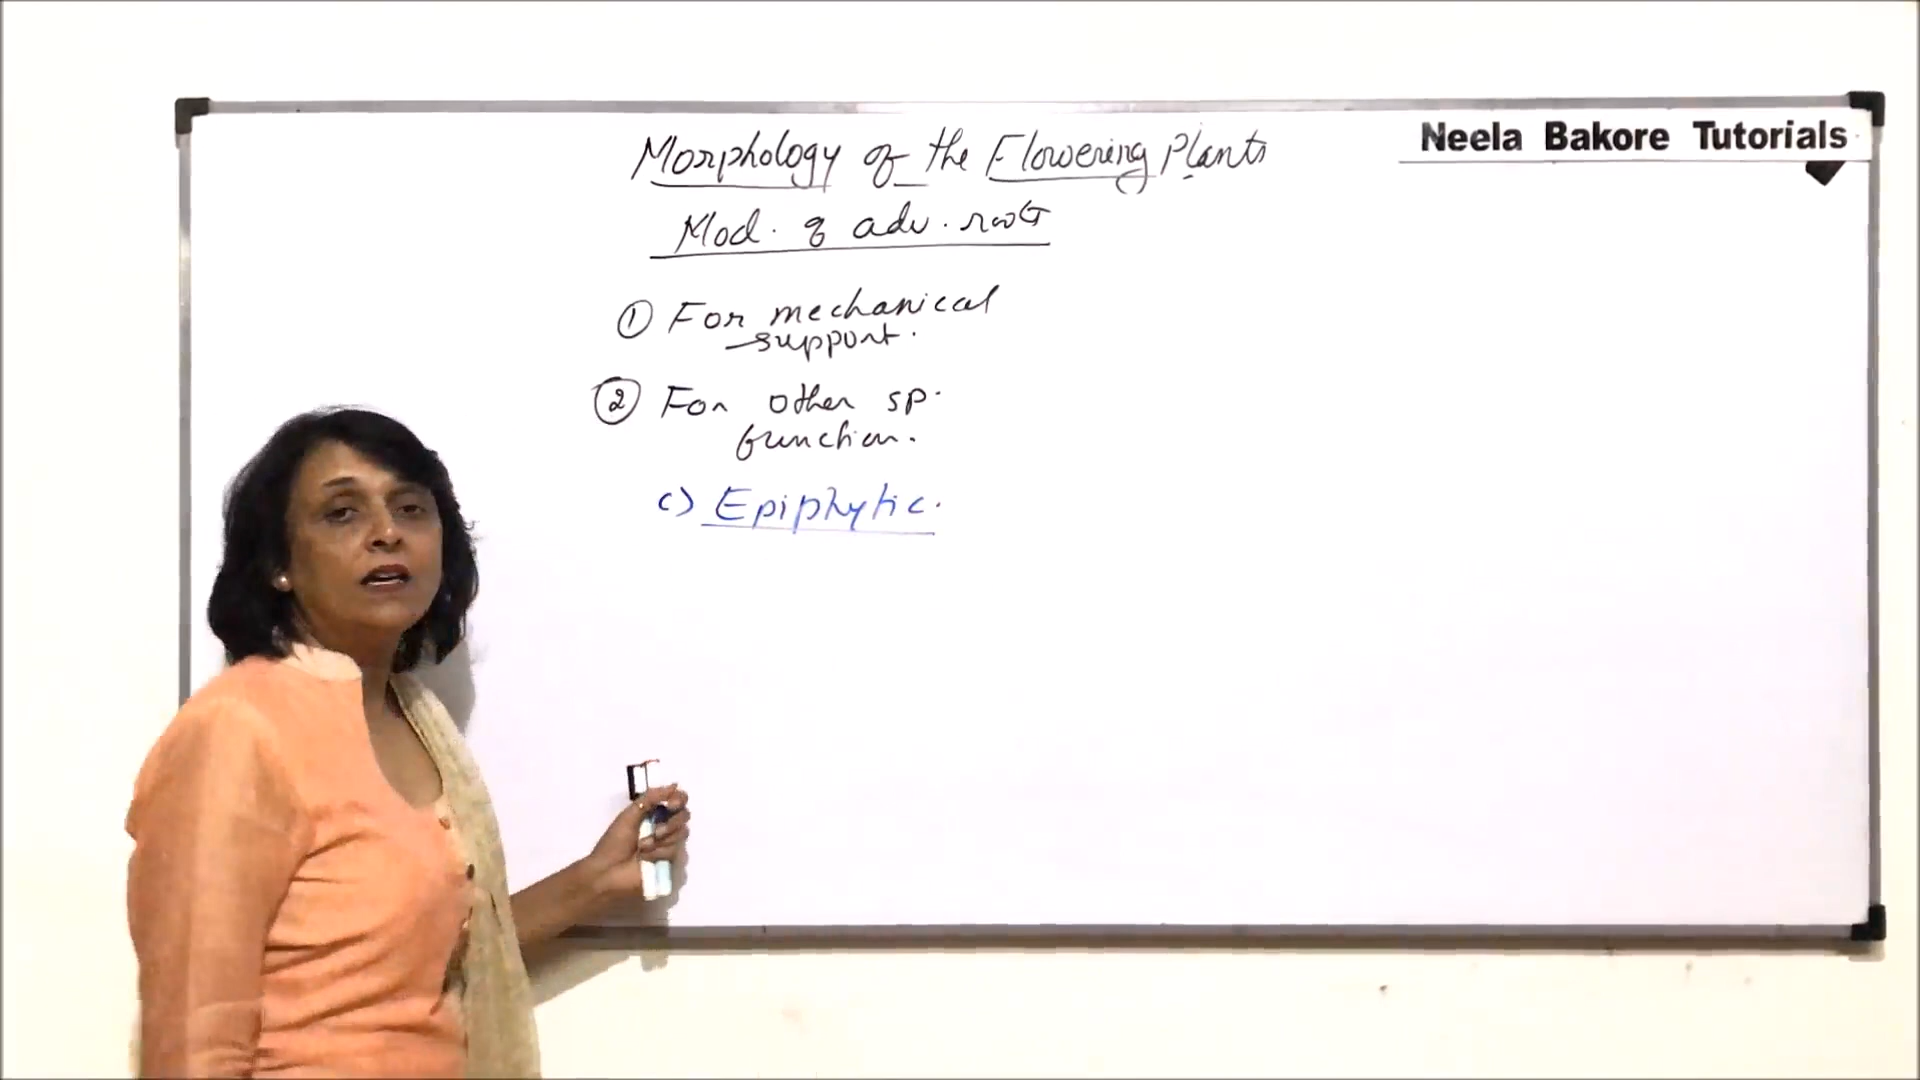 Neela Bakore Tutorials
Morphology of the Flowering Plants
Mod. of adv. root
① For mechanical
support.
② For other sp.
function.
c) Epiphytic.